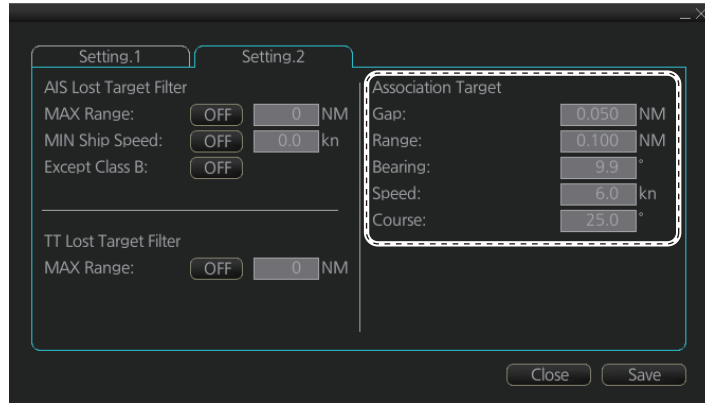 Setting.1
Setting.2
AIS Lost Target Filter
MAX Range: OFF 0 NM
MIN Ship Speed: OFF 0.0 kn
Except Class B: OFF
TT Lost Target Filter
MAX Range: OFF 0 NM
Association Target
Gap: 0.050 NM
Range: 0.100 NM
Bearing: 9.9 °
Speed: 6.0 kn
Course: 25.0 °
Close
Save